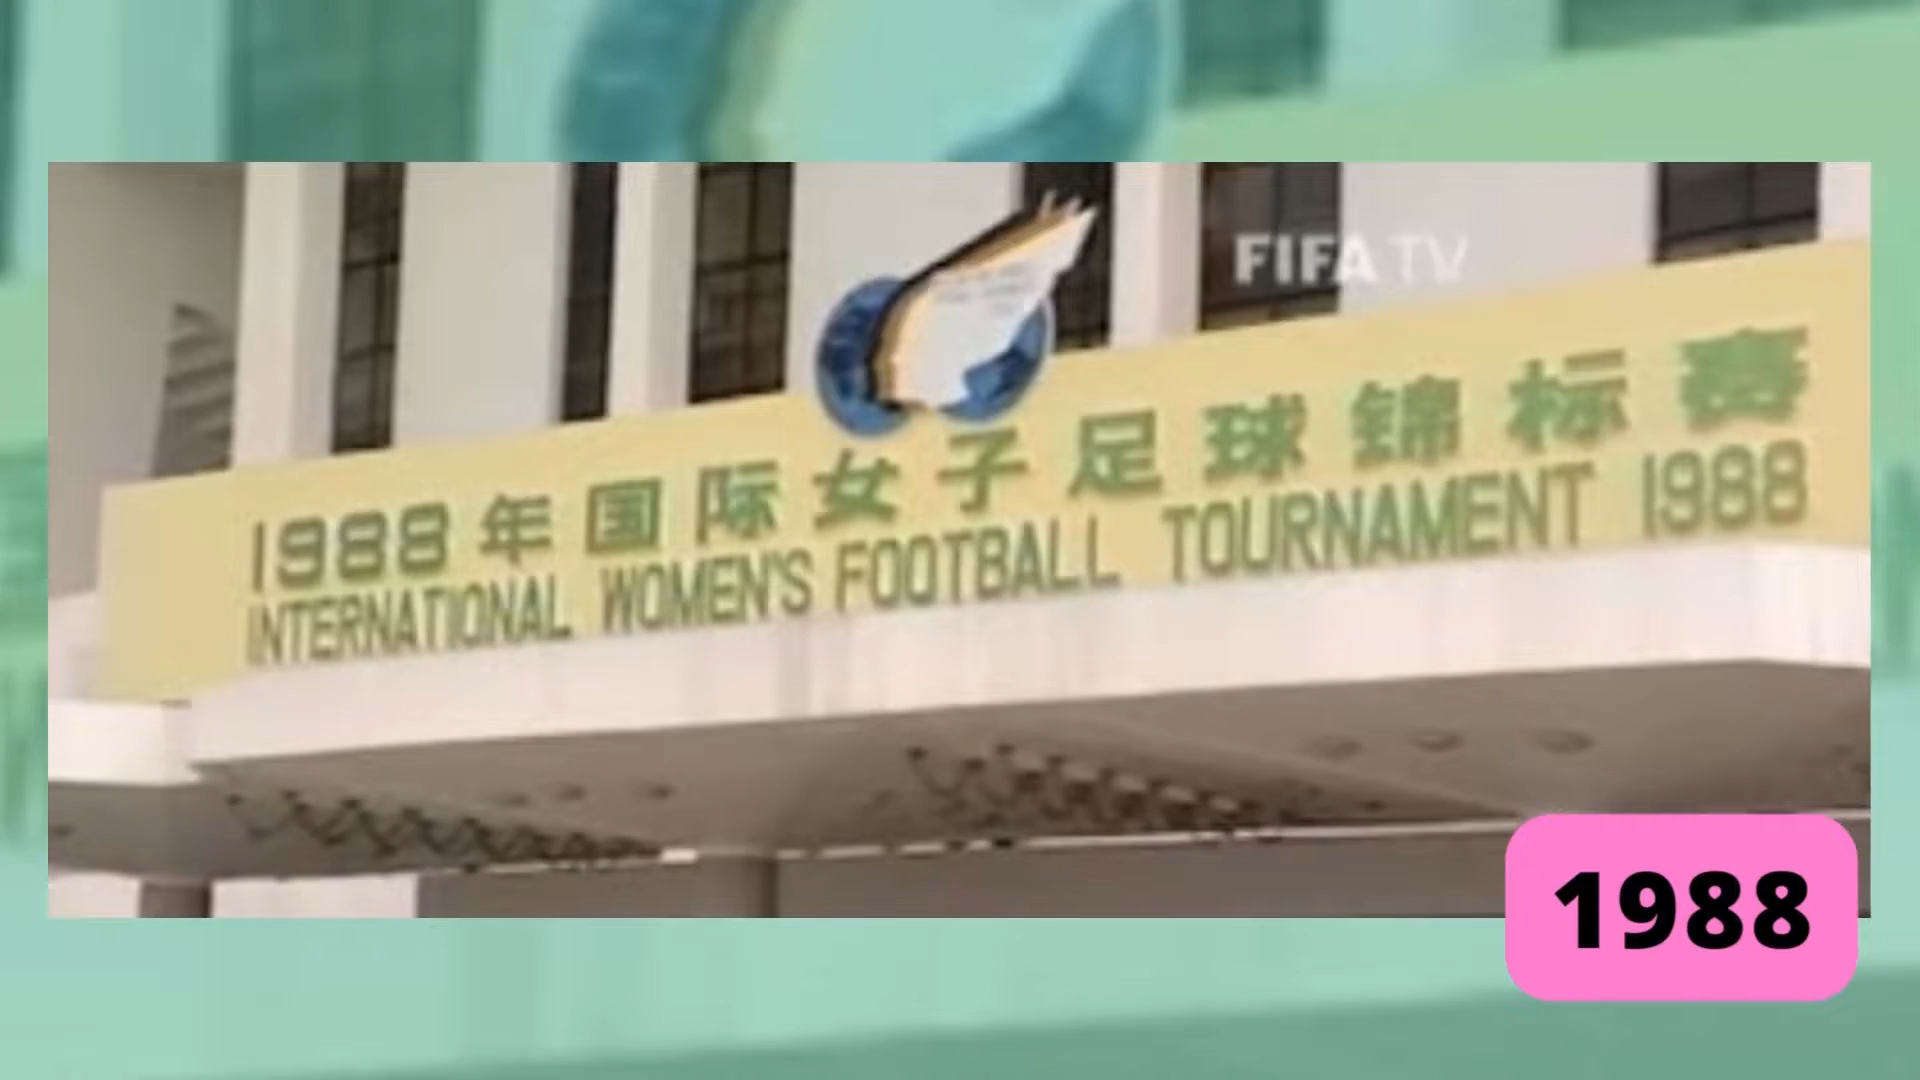 FIFA TV
1988年国际女子足球锦标赛
INTERNATIONAL WOMEN'S FOOTBALL TOURNAMENT 1988
1988